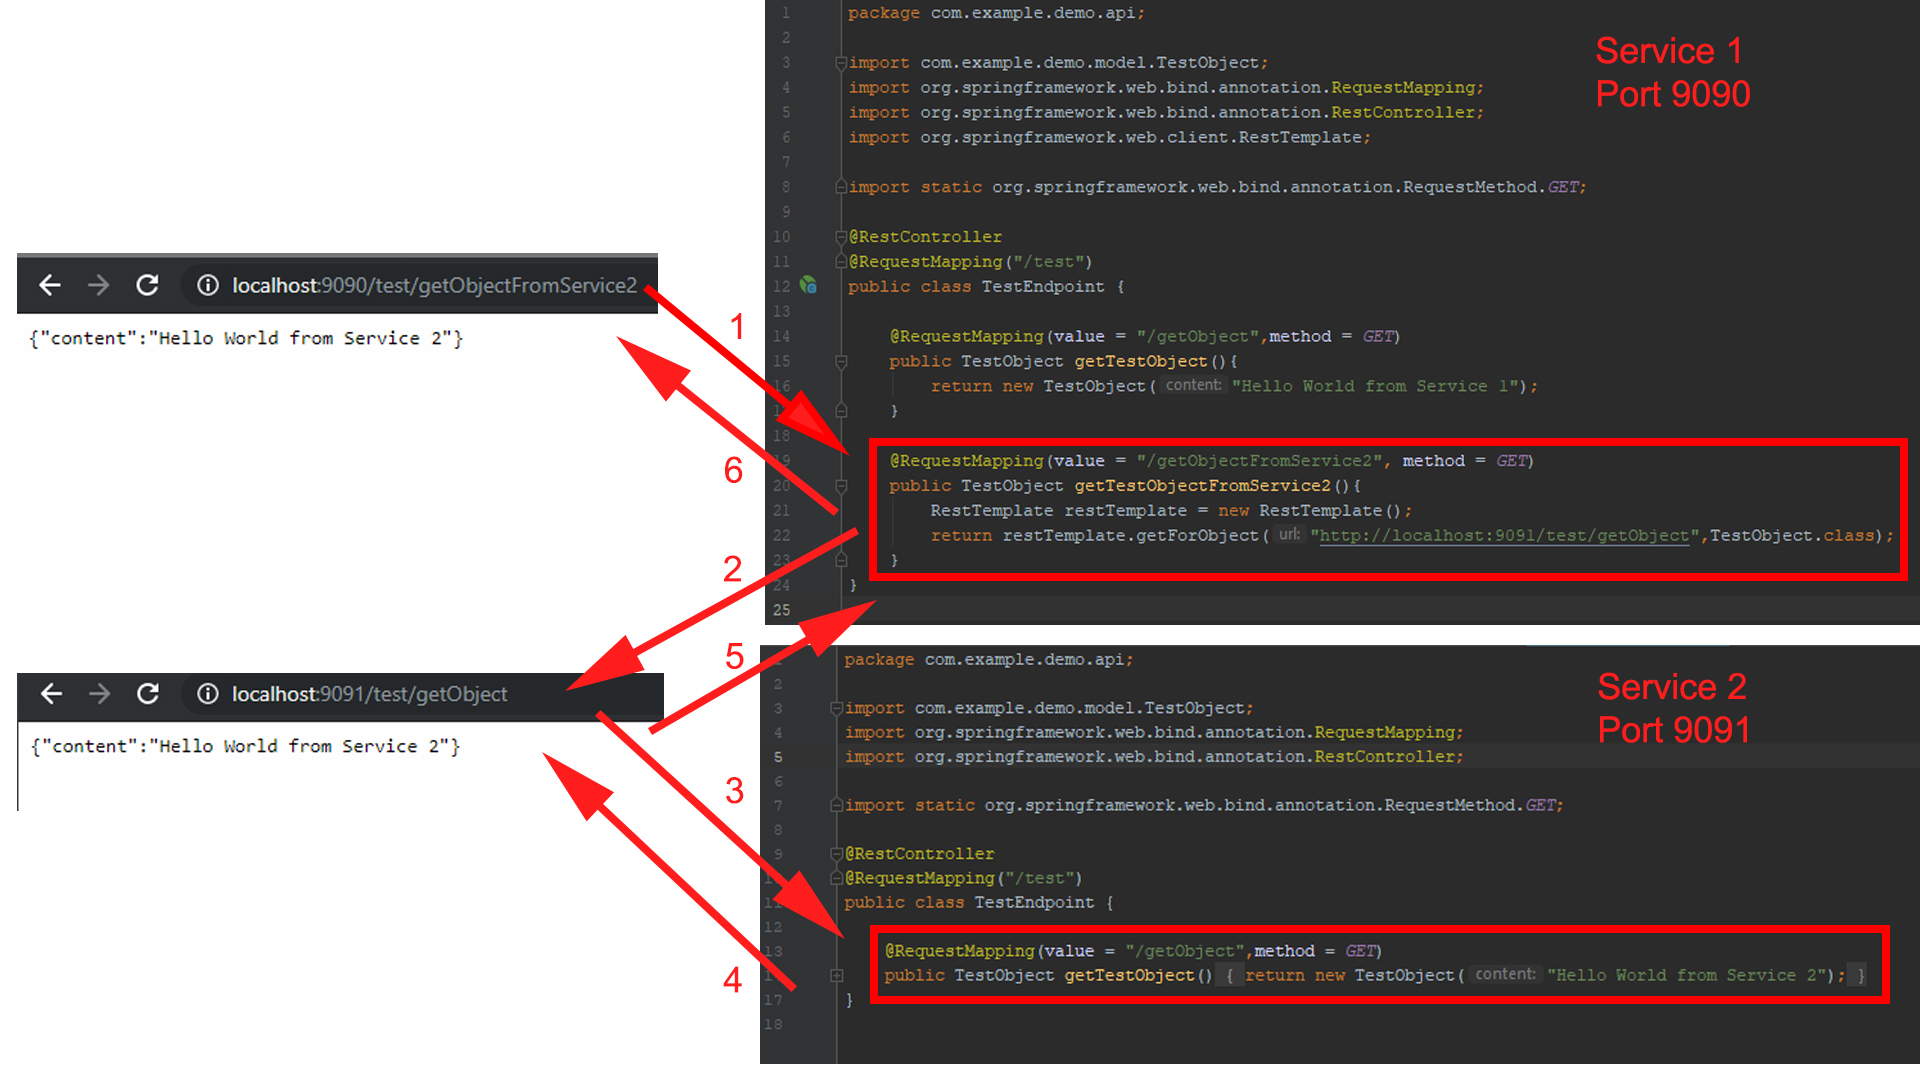 localhost:9090/test/getObjectFromService2
{"content":"Hello World from Service 2"}
localhost:9091/test/getObject
{"content":"Hello World from Service 2"}
1
6
2
5
3
4
Service 1
Port 9090
1 package com.example.demo.api;
2
3 import com.example.demo.model.TestObject;
4 import org.springframework.web.bind.annotation.RequestMapping;
5 import org.springframework.web.bind.annotation.RestController;
6 import org.springframework.web.client.RestTemplate;
7
8 import static org.springframework.web.bind.annotation.RequestMethod.GET;
9
10 @RestController
11 @RequestMapping("/test")
12 public class TestEndpoint {
13
14 @RequestMapping(value = "/getObject",method = GET)
15 public TestObject getTestObject(){
16 return new TestObject( content: "Hello World from Service 1");
}
18
19 @RequestMapping(value = "/getObjectFromService2", method = GET)
20 public TestObject getTestObjectFromService2(){
21 RestTemplate restTemplate = new RestTemplate();
22 return restTemplate.getForObject( url: "http://localhost:9091/test/getObject",TestObject.class);
23 }
24 }
25
Service 2
Port 9091
package com.example.demo.api;
2
3 import com.example.demo.model.TestObject;
4 import org.springframework.web.bind.annotation.RequestMapping;
5 import org.springframework.web.bind.annotation.RestController;
6
7 import static org.springframework.web.bind.annotation.RequestMethod.GET;
8
9 @RestController
@RequestMapping("/test")
11 public class TestEndpoint {
12
13 @RequestMapping(value = "/getObject",method = GET)
public TestObject getTestObject() { return new TestObject( content: "Hello World from Service 2"); }
17 }
18